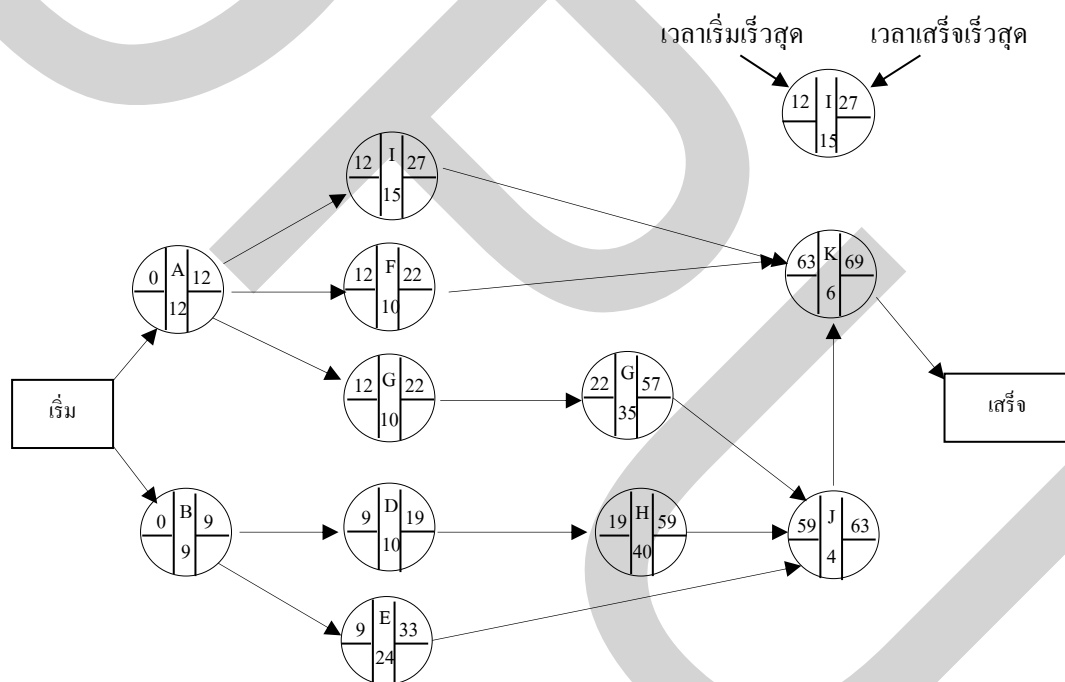 เวลาเริ่มเร็วสุด เวลาเสร็จเร็วสุด
12 I 27
15
12 I 27
15
0 A 12
12
12 F 22
10
63 K 69
6
12 G 22
10
22 G 57
35
เริ่ม
เสร็จ
0 B 9
9
9 D 19
10
19 H 59
40
59 J 63
4
9 E 33
24